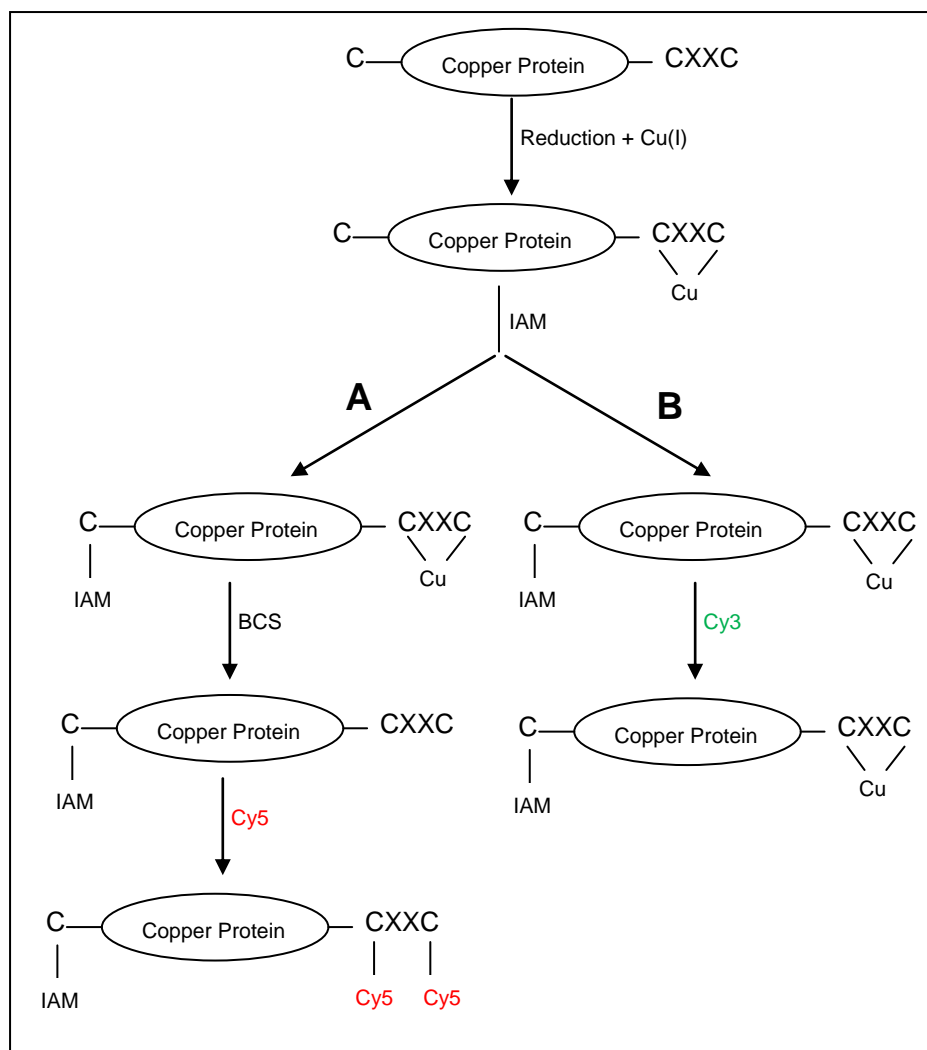 C Copper Protein CXXC
Reduction + Cu(I)
C Copper Protein CXXC
Cu
IAM
A B
C Copper Protein CXXC C Copper Protein CXXC
IAM Cu IAM Cu
BCS Cy3
C Copper Protein CXXC C Copper Protein CXXC
IAM IAM Cu
Cy5
C Copper Protein CXXC
IAM Cy5 Cy5